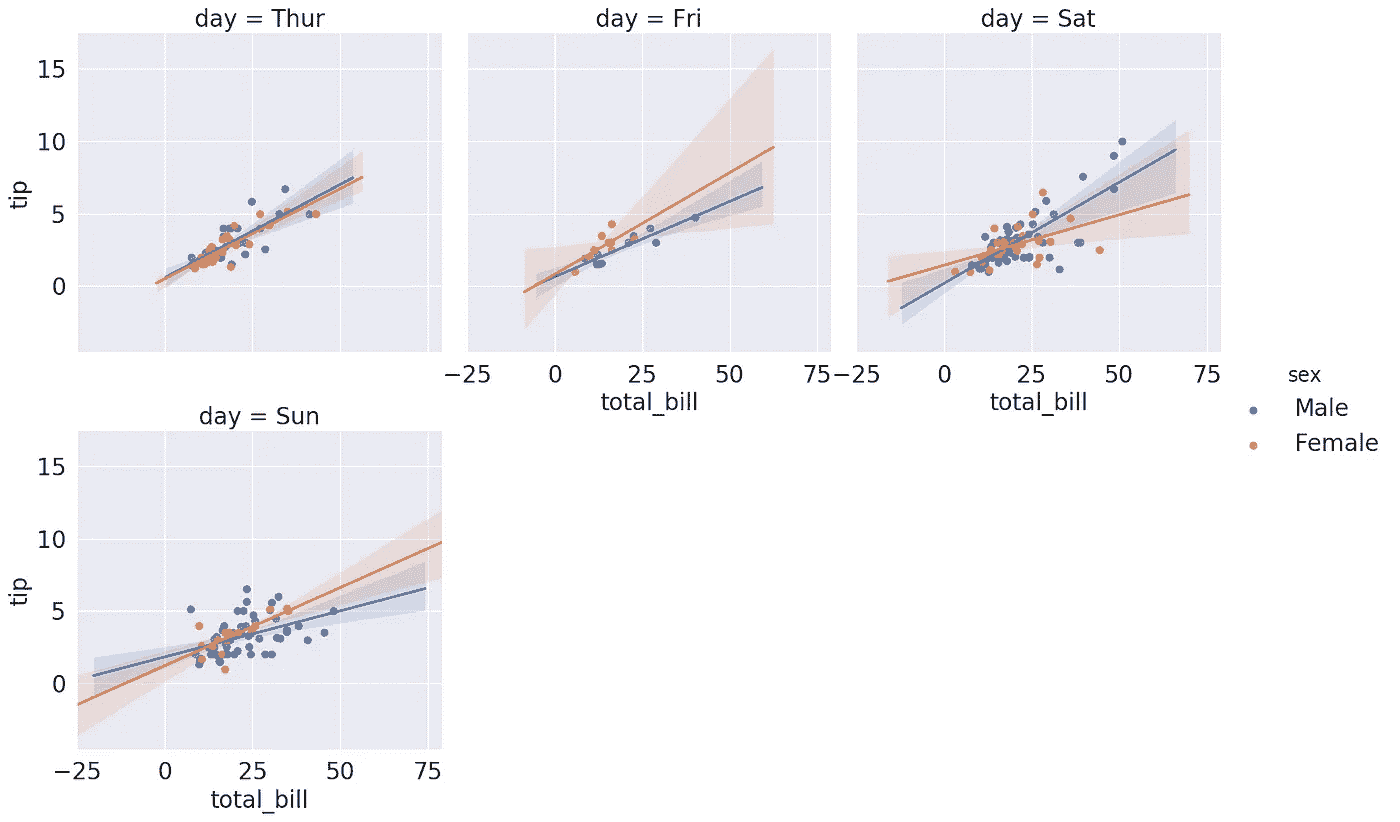 day = Thur
day = Fri
day = Sat
15
10
5
0
tip
−25 0 25 50 75
total_bill
−25 0 25 50 75
total_bill
sex
Male
Female
day = Sun
15
10
5
0
tip
−25 0 25 50 75
total_bill